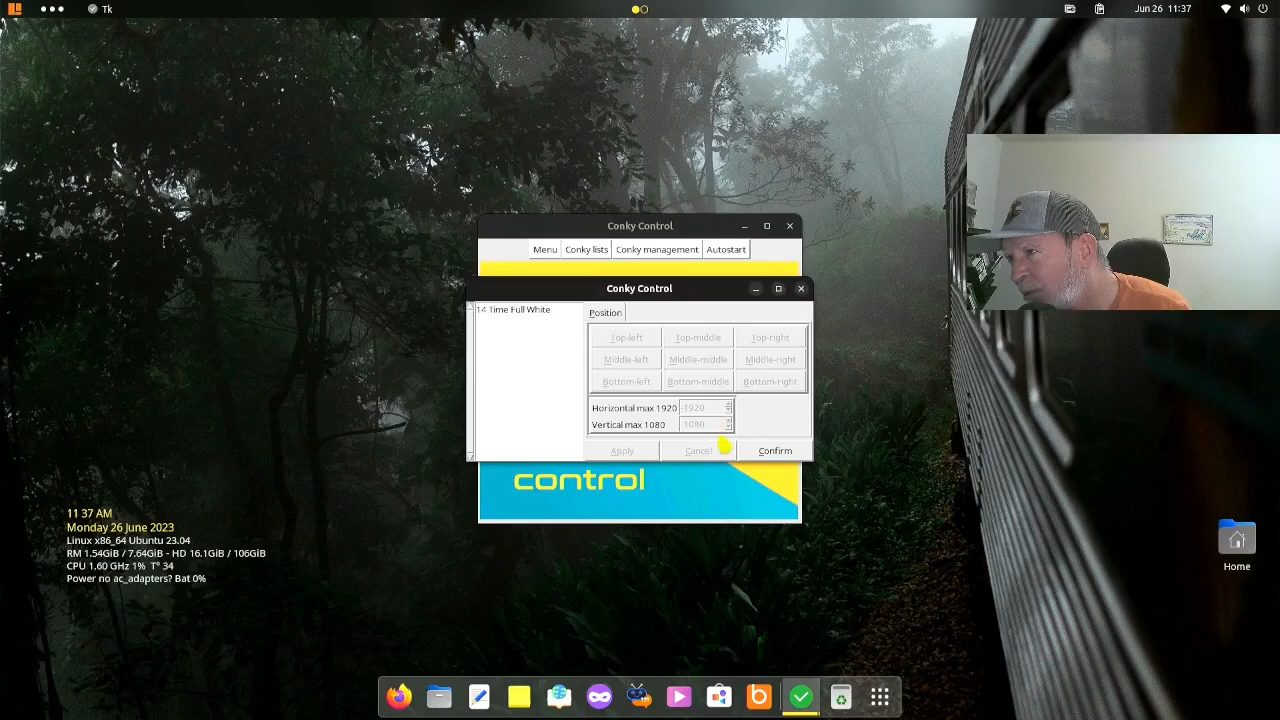 Tk
Jun 26 11:37
Conky Control
Menu Conky lists Conky management Autostart
Conky Control
14 Time Full White
Position
Top-left Top-middle Top-right
Middle-left Middle-middle Middle-right
Bottom-left Bottom-middle Bottom-right
Horizontal max 1920 -1920
Vertical max 1080 -1080
Apply Cancel Confirm
control
11 37 AM
Monday 26 June 2023
Linux x86_64 Ubuntu 23.04
RM 1.54GiB / 7.64GiB - HD 16.1GiB / 106GiB
CPU 1.60 GHz 1% T° 34
Power no ac_adapters? Bat 0%
Home
b